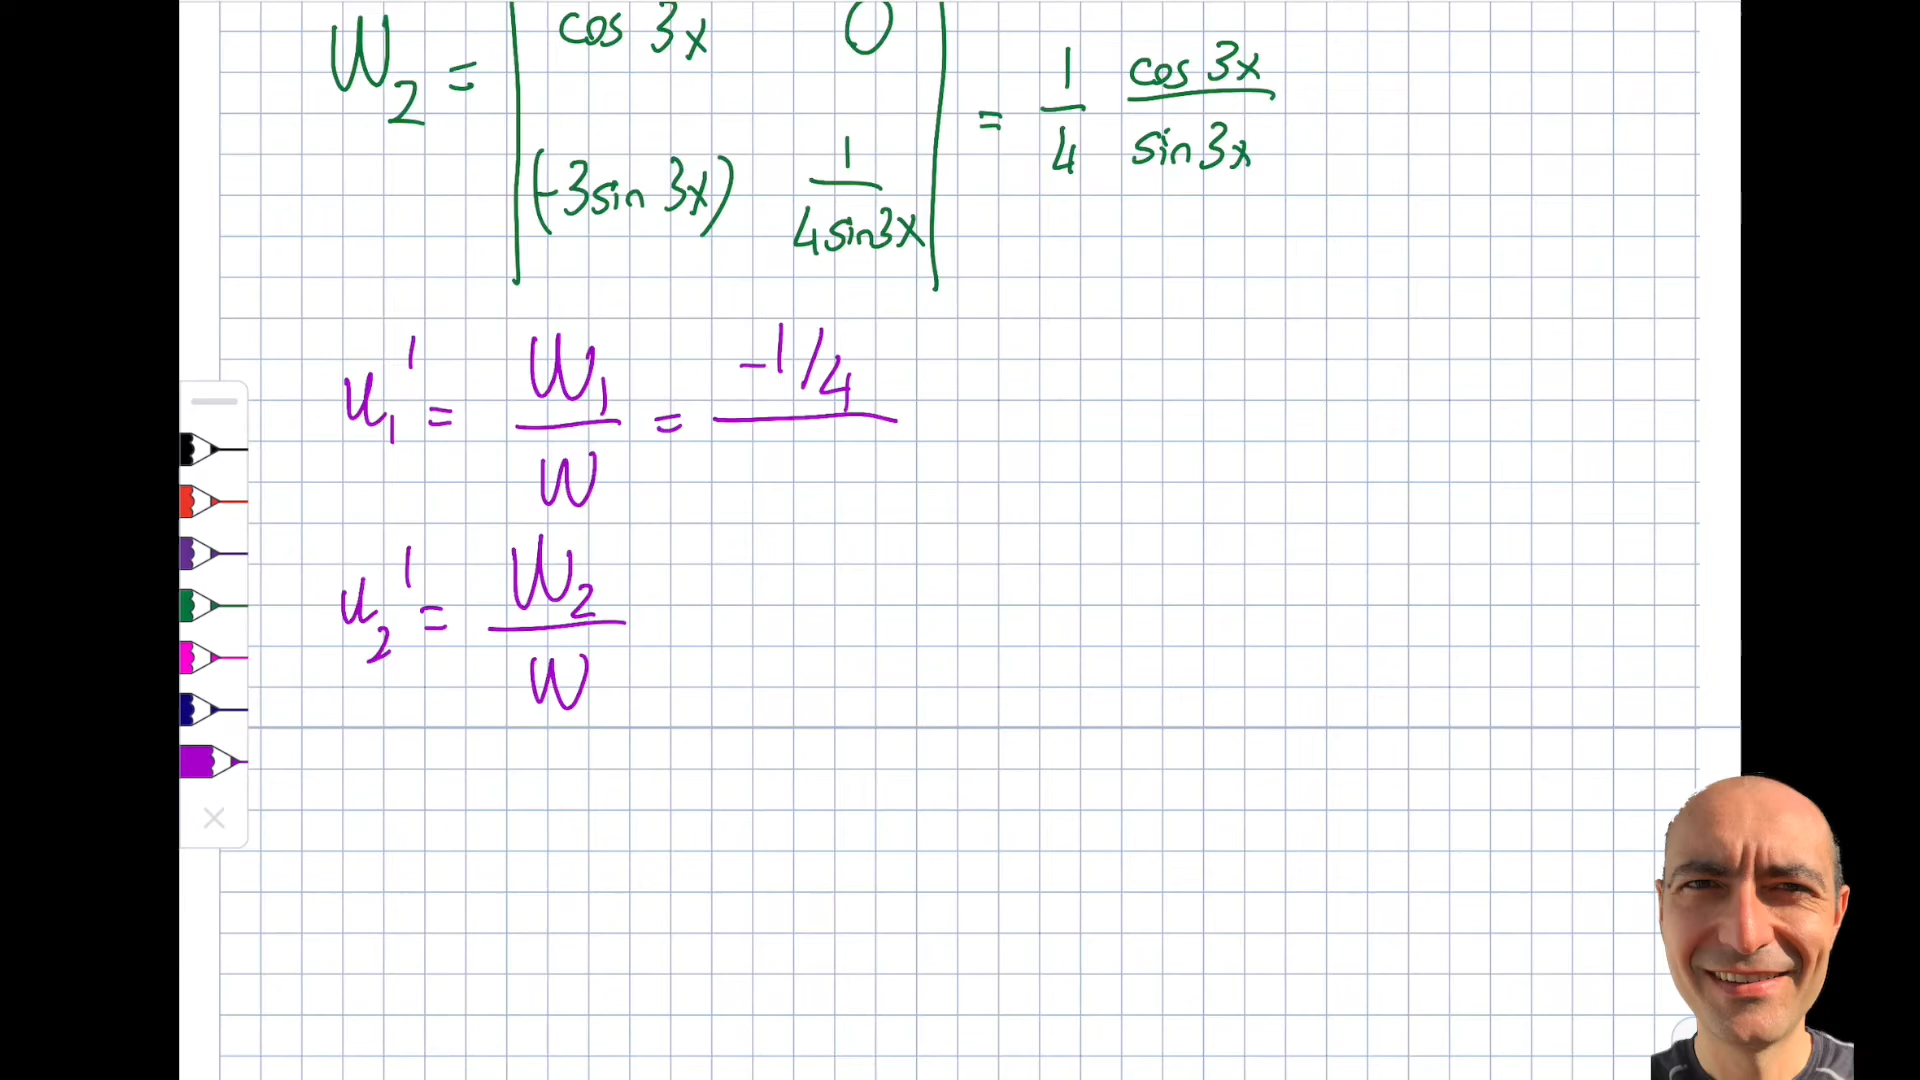 W₂ = | cos 3x 0 | = 1/4 cos 3x / sin 3x
| (-3sin 3x) 1/4sin3x |
u₁' = W₁/W = -1/4 /
u₂' = W₂/W